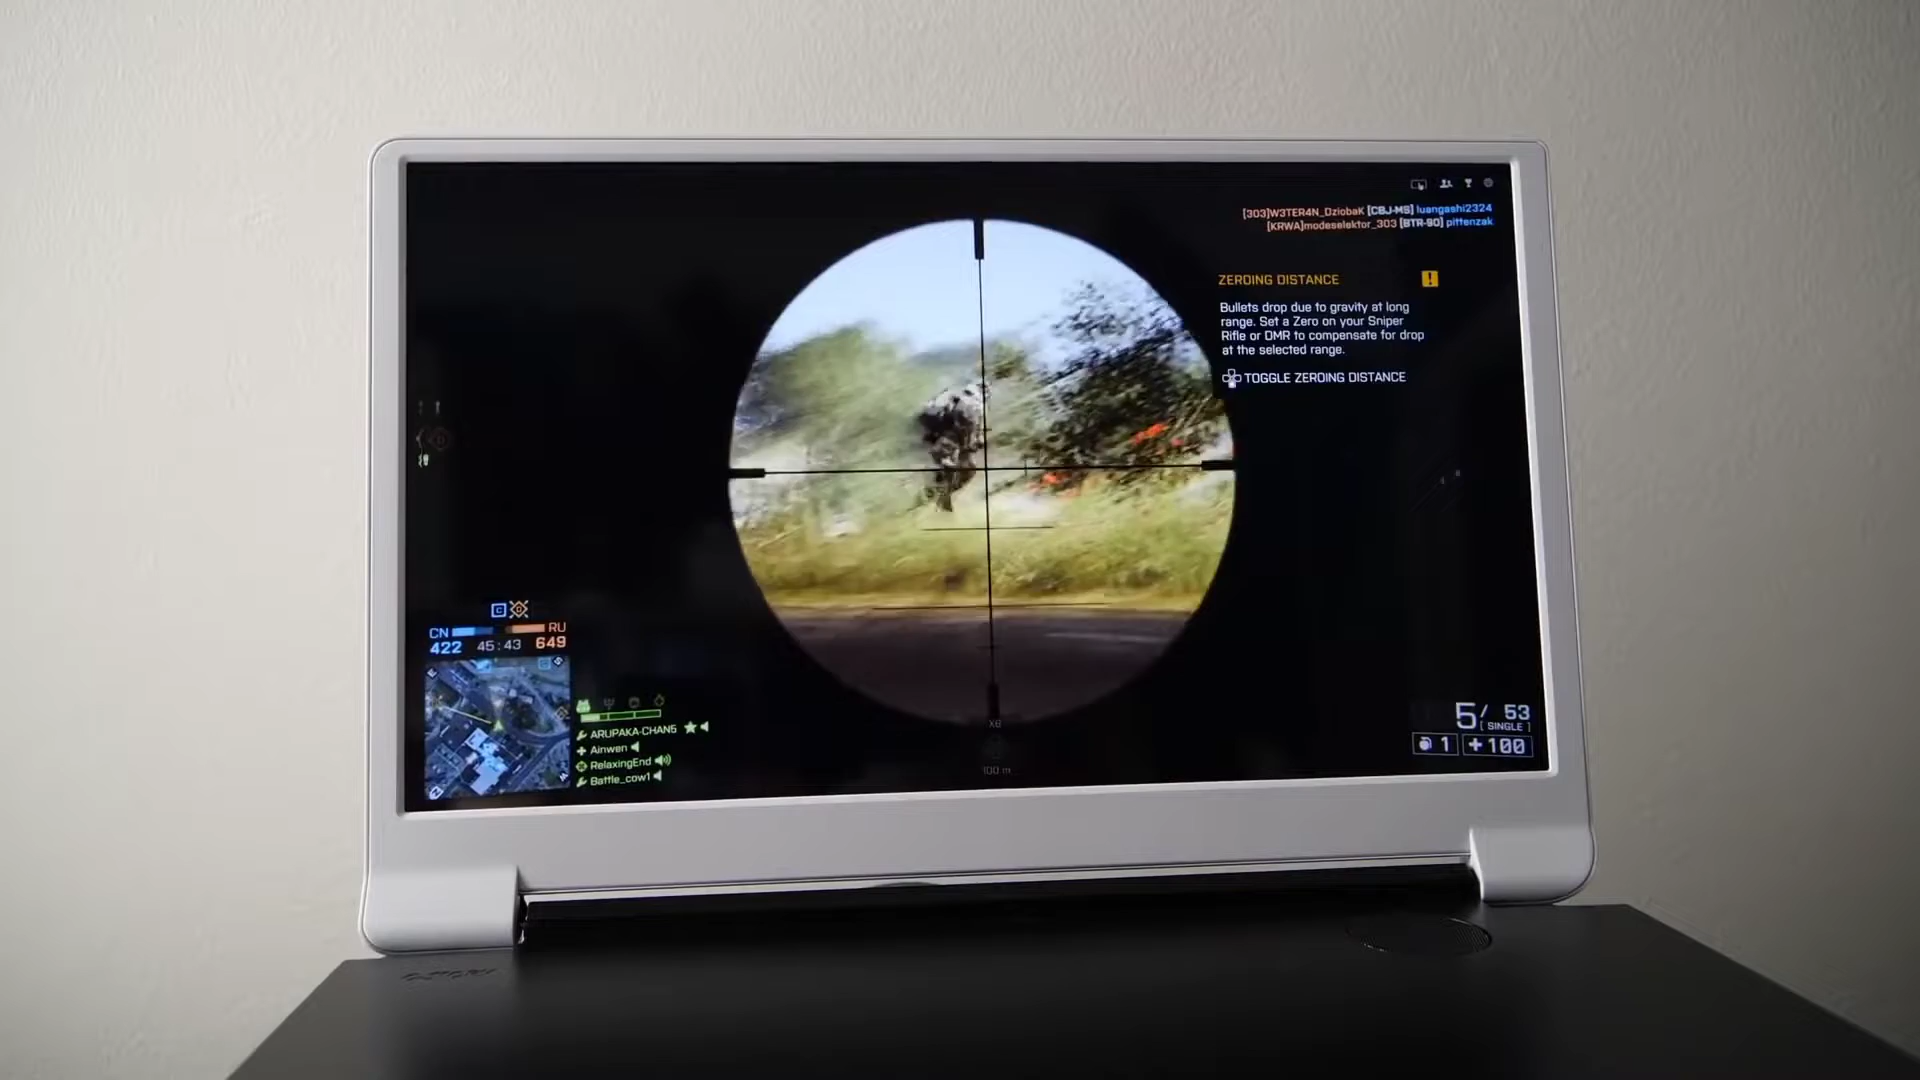 [303]W3TER4N_DziobaK [CBJ-MS] luangashi2324
[KRWA]modeselektor_303 [BTR-90] pittenzak
ZEROING DISTANCE
Bullets drop due to gravity at long
range. Set a Zero on your Sniper
Rifle or DMR to compensate for drop
at the selected range.
TOGGLE ZEROING DISTANCE
C D
CN RU
422 45:43 649
ARUPAKA-CHAN5
Ainwen
RelaxingEnd
Battle_cow1
X6
100 m
5/ 53
[ SINGLE ]
1 +100